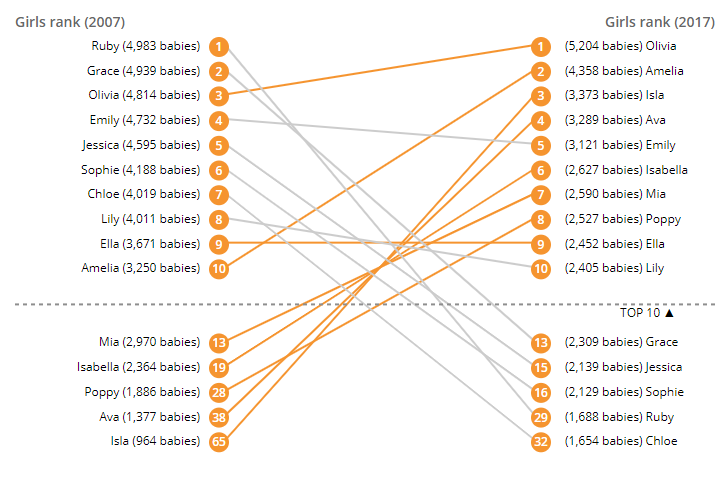 Girls rank (2007)
Girls rank (2017)
Ruby (4,983 babies) 1 1 (5,204 babies) Olivia
Grace (4,939 babies) 2 2 (4,358 babies) Amelia
Olivia (4,814 babies) 3 3 (3,373 babies) Isla
Emily (4,732 babies) 4 4 (3,289 babies) Ava
Jessica (4,595 babies) 5 5 (3,121 babies) Emily
Sophie (4,188 babies) 6 6 (2,627 babies) Isabella
Chloe (4,019 babies) 7 7 (2,590 babies) Mia
Lily (4,011 babies) 8 8 (2,527 babies) Poppy
Ella (3,671 babies) 9 9 (2,452 babies) Ella
Amelia (3,250 babies) 10 10 (2,405 babies) Lily
TOP 10 ▲
Mia (2,970 babies) 13 13 (2,309 babies) Grace
Isabella (2,364 babies) 19 15 (2,139 babies) Jessica
Poppy (1,886 babies) 28 16 (2,129 babies) Sophie
Ava (1,377 babies) 38 29 (1,688 babies) Ruby
Isla (964 babies) 65 32 (1,654 babies) Chloe